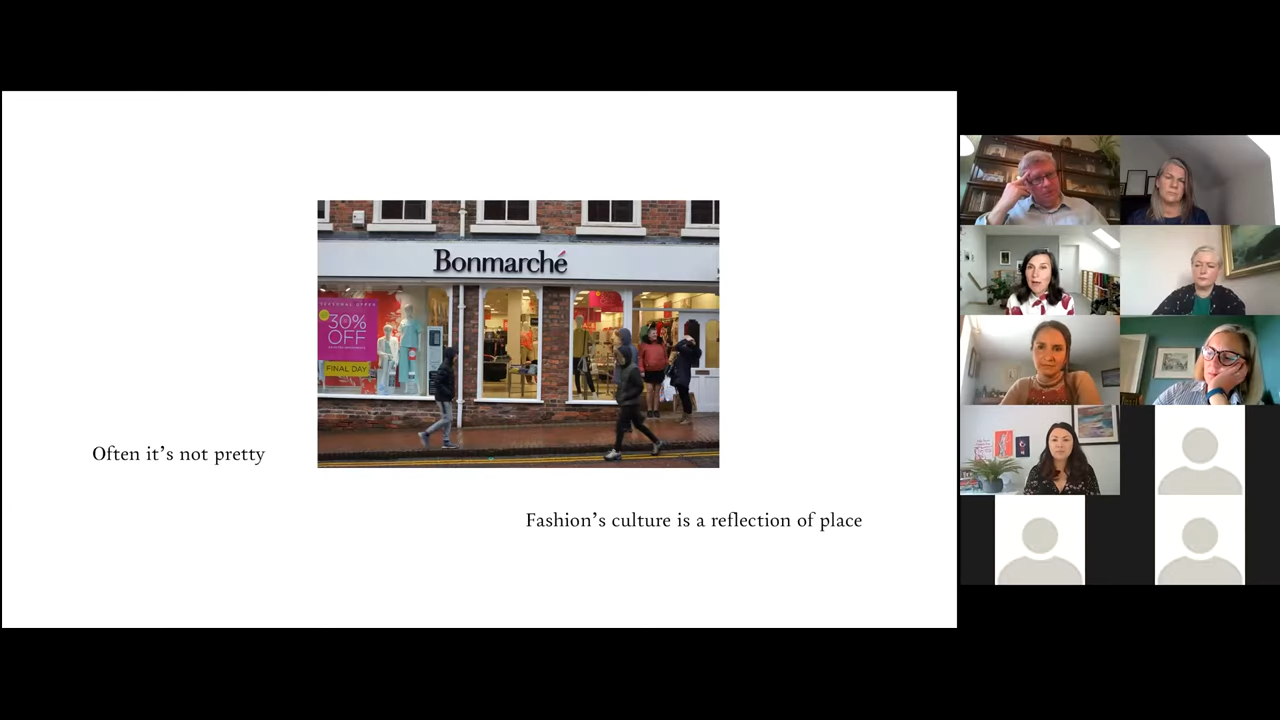 Bonmarché
SEASONAL OFFER
30%
OFF
FINAL DAY
Often it's not pretty
Fashion's culture is a reflection of place